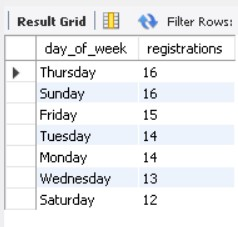 Result Grid Filter Rows:
day_of_week registrations
Thursday 16
Sunday 16
Friday 15
Tuesday 14
Monday 14
Wednesday 13
Saturday 12